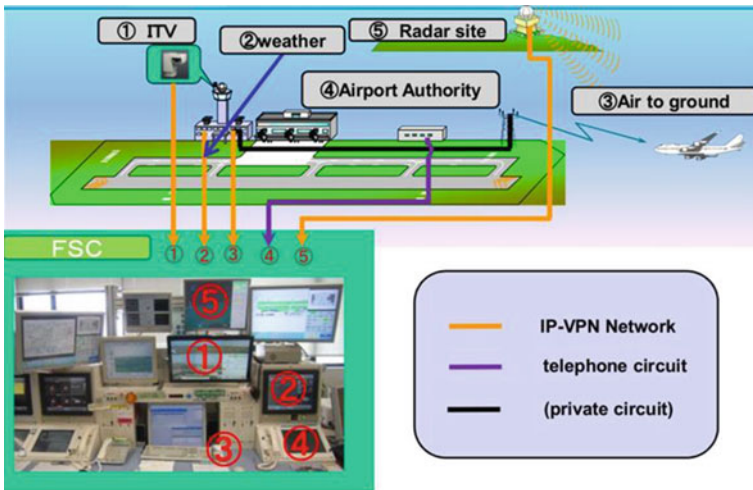 ① ITV
②weather
⑤ Radar site
④Airport Authority
③Air to ground
FSC
① ② ③ ④ ⑤
⑤
①
②
③
④
IP-VPN Network
telephone circuit
(private circuit)